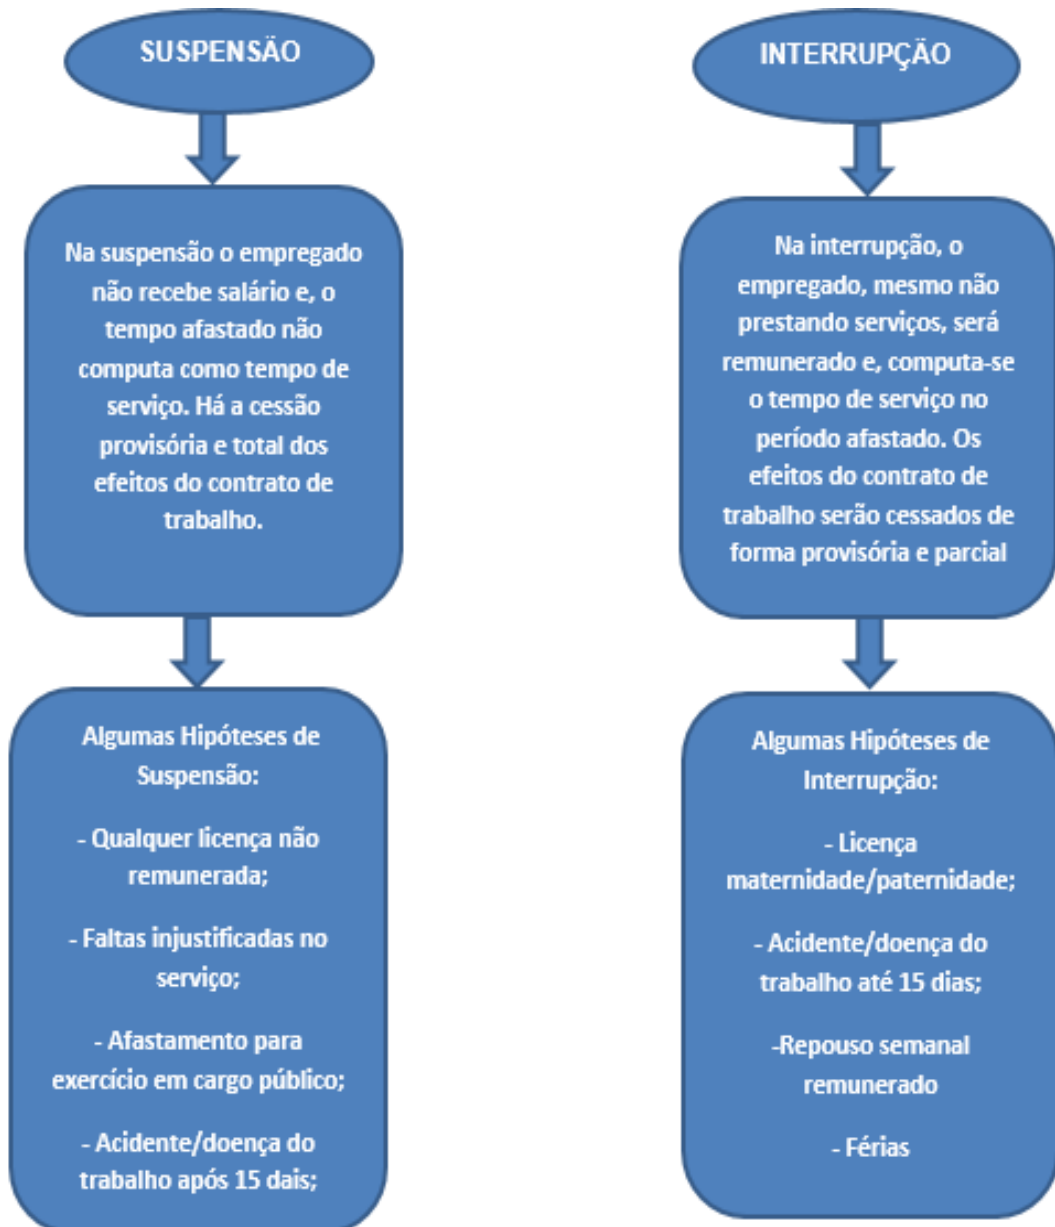 SUSPENSÃO
Na suspensão o empregado
não recebe salário e, o
tempo afastado não
computa como tempo de
serviço. Há a cessão
provisória e total dos
efeitos do contrato de
trabalho.
Algumas Hipóteses de
Suspensão:
- Qualquer licença não
remunerada;
- Faltas injustificadas no
serviço;
- Afastamento para
exercício em cargo público;
- Acidente/doença do
trabalho após 15 dais;
INTERRUPÇÃO
Na interrupção, o
empregado, mesmo não
prestando serviços, será
remunerado e, computa-se
o tempo de serviço no
período afastado. Os
efeitos do contrato de
trabalho serão cessados de
forma provisória e parcial
Algumas Hipóteses de
Interrupção:
- Licença
maternidade/paternidade;
- Acidente/doença do
trabalho até 15 dias;
-Repouso semanal
remunerado
- Férias